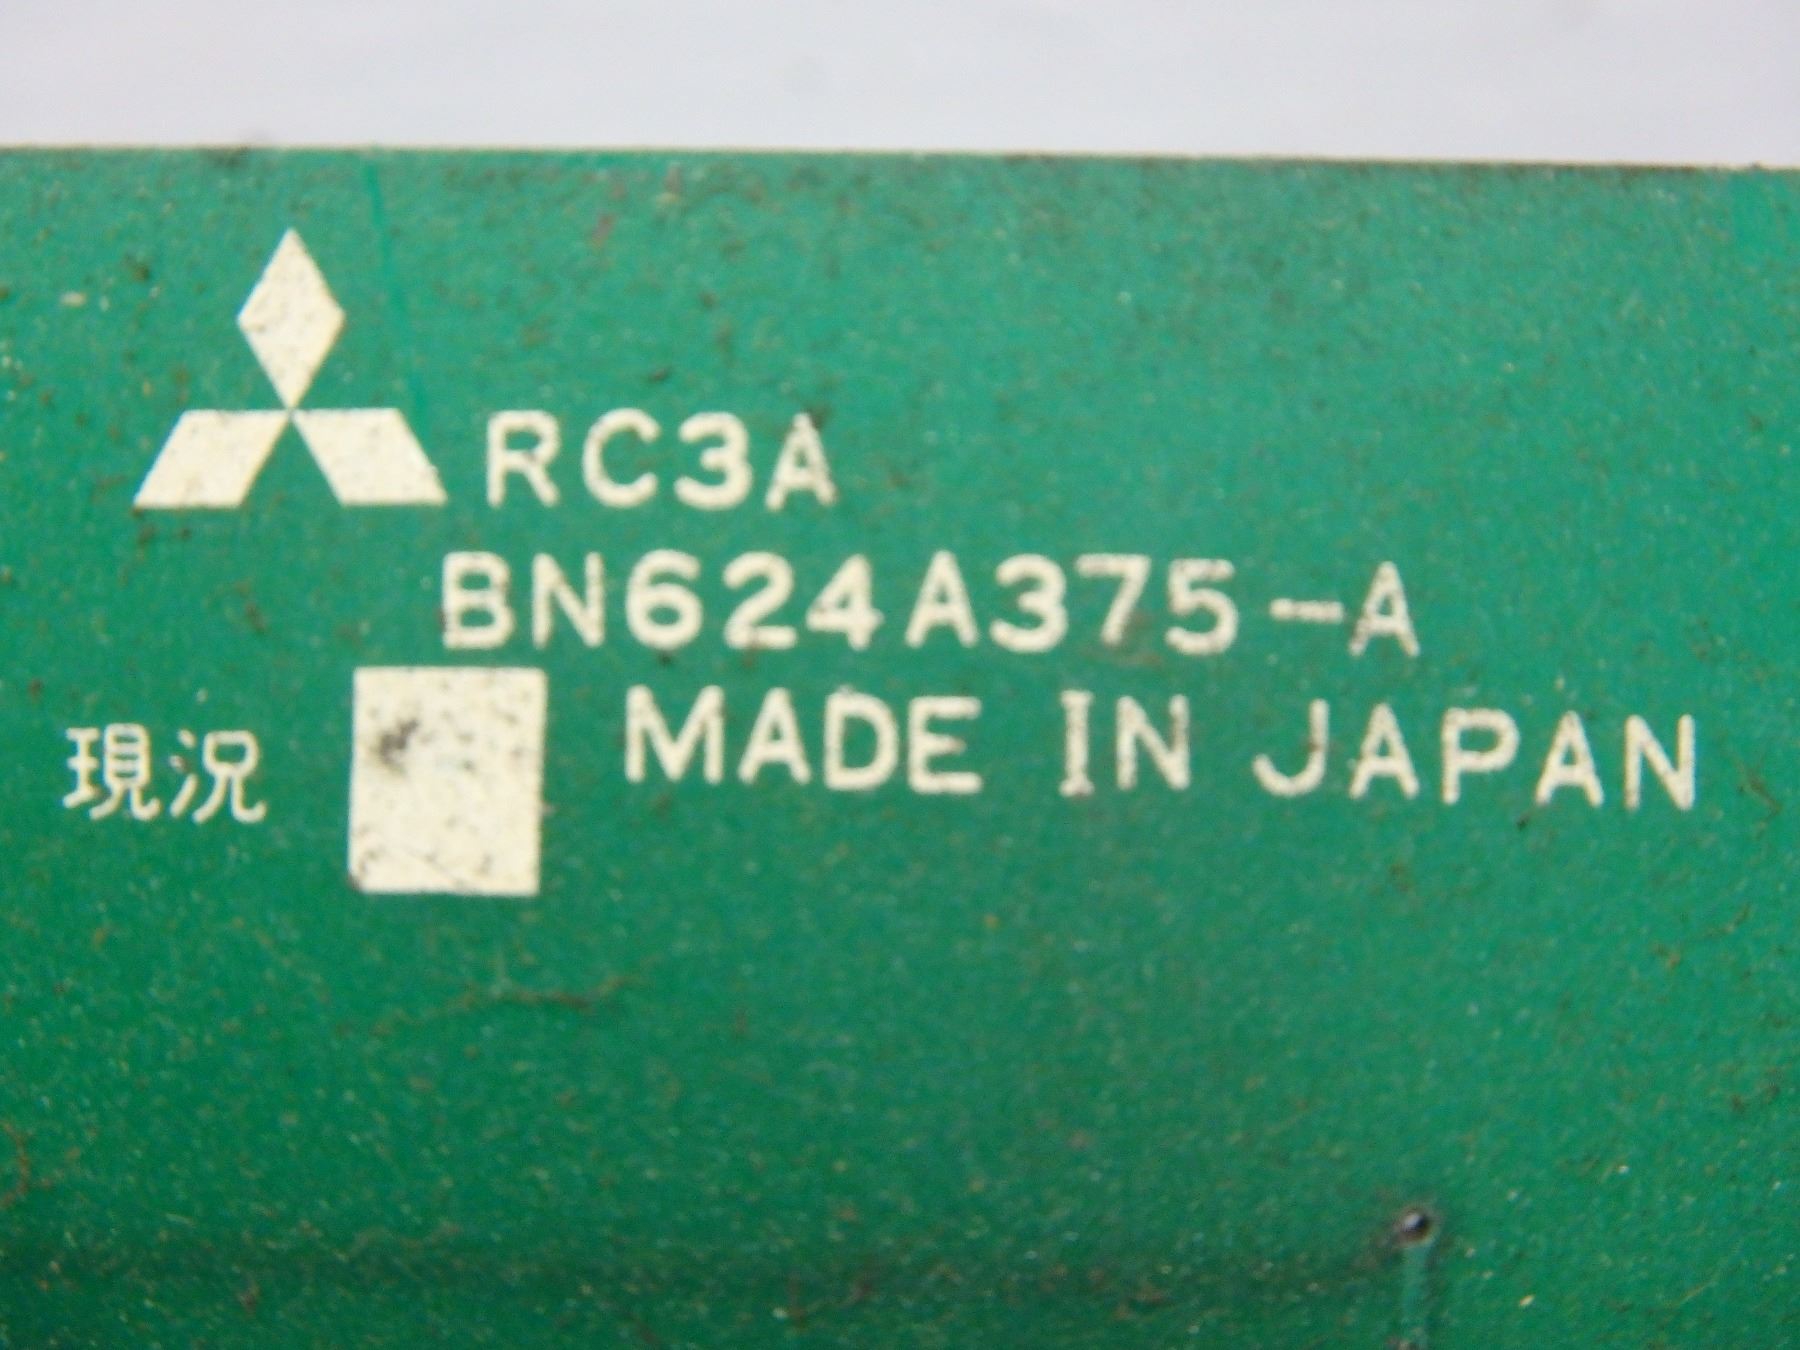 RC3A
BN624A375-A
MADE IN JAPAN
現況